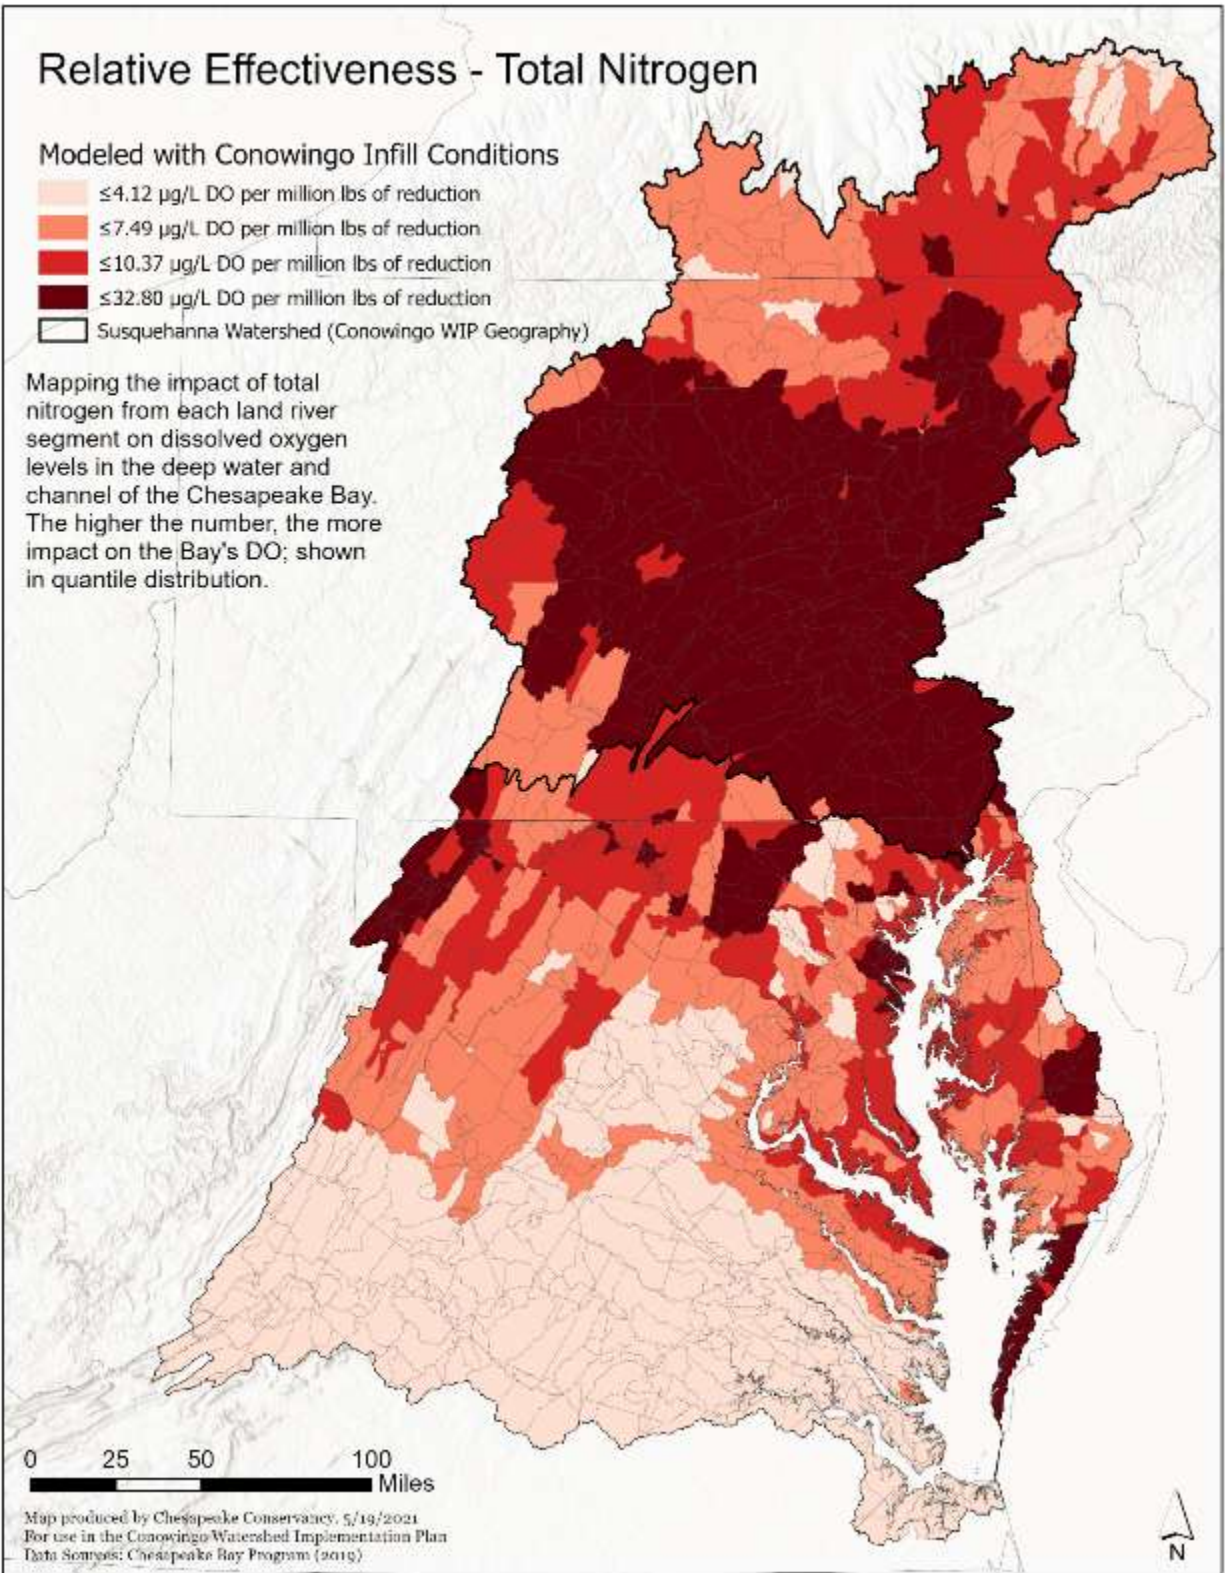 Relative Effectiveness - Total Nitrogen
Modeled with Conowingo Infill Conditions
≤4.12 µg/L DO per million lbs of reduction
≤7.49 µg/L DO per million lbs of reduction
≤10.37 µg/L DO per million lbs of reduction
≤32.80 µg/L DO per million lbs of reduction
Susquehanna Watershed (Conowingo WIP Geography)
Mapping the impact of total
nitrogen from each land river
segment on dissolved oxygen
levels in the deep water and
channel of the Chesapeake Bay.
The higher the number, the more
impact on the Bay's DO; shown
in quantile distribution.
0 25 50 100
Miles
Map produced by Chesapeake Conservancy. 5/19/2021
For use in the Conowingo Watershed Implementation Plan
Data Sources: Chesapeake Bay Program (2019)
N